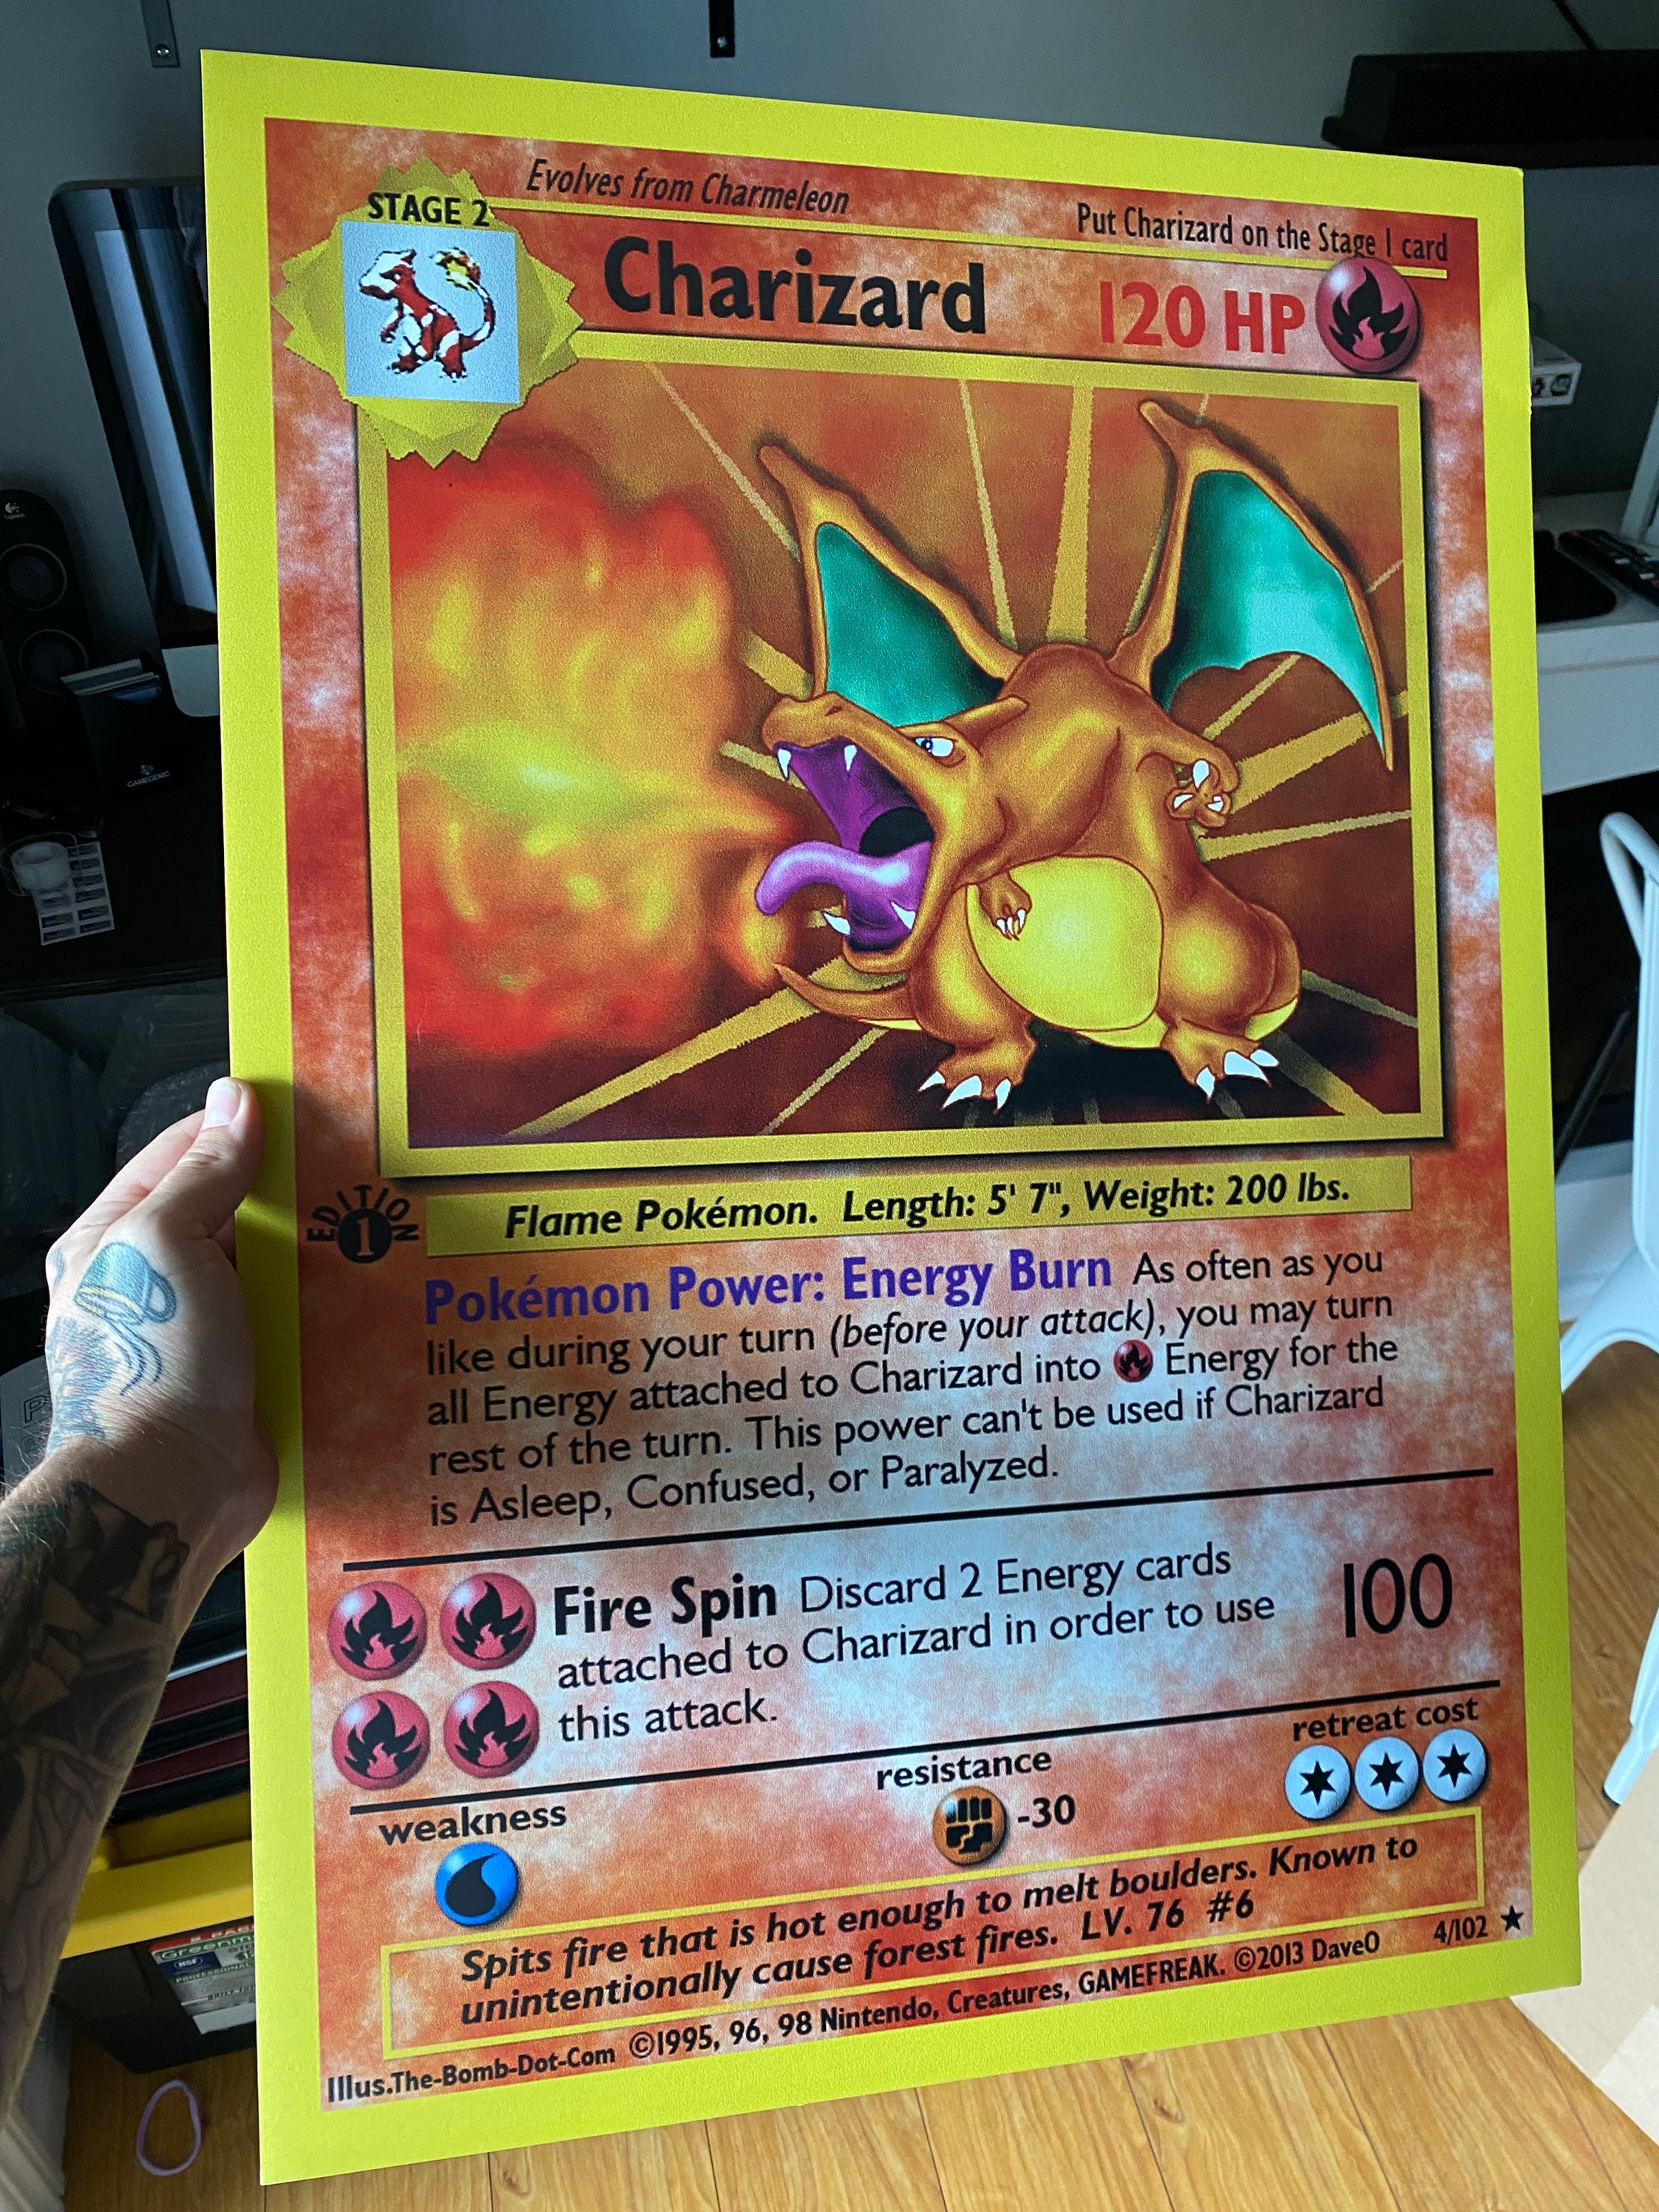 Evolves from Charmeleon
Put Charizard on the Stage 1 card
STAGE 2
Charizard
120 HP
EDITION
1
Flame Pokémon. Length: 5' 7", Weight: 200 lbs.
Pokémon Power: Energy Burn As often as you
like during your turn (before your attack), you may turn
all Energy attached to Charizard into Energy for the
rest of the turn. This power can't be used if Charizard
is Asleep, Confused, or Paralyzed.
Fire Spin Discard 2 Energy cards
attached to Charizard in order to use
this attack.
100
weakness
resistance
-30
retreat cost
Spits fire that is hot enough to melt boulders. Known to
unintentionally cause forest fires. LV. 76 #6
Illus.The-Bomb-Dot-Com ©1995, 96, 98 Nintendo, Creatures, GAMEFREAK. ©2013 DaveO
4/102
GAMEGENIC